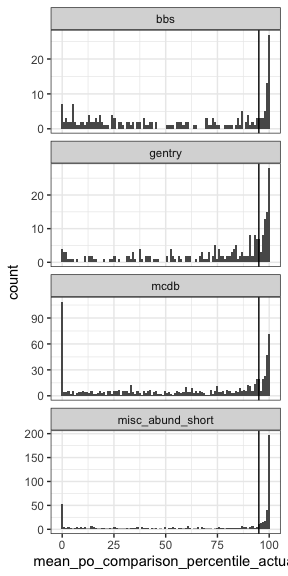 bbs
20
10
0
gentry
20
10
0
mcdb
90
60
30
0
misc_abund_short
200
150
100
50
0
0 25 50 75 100
count
mean_po_comparison_percentile_actua